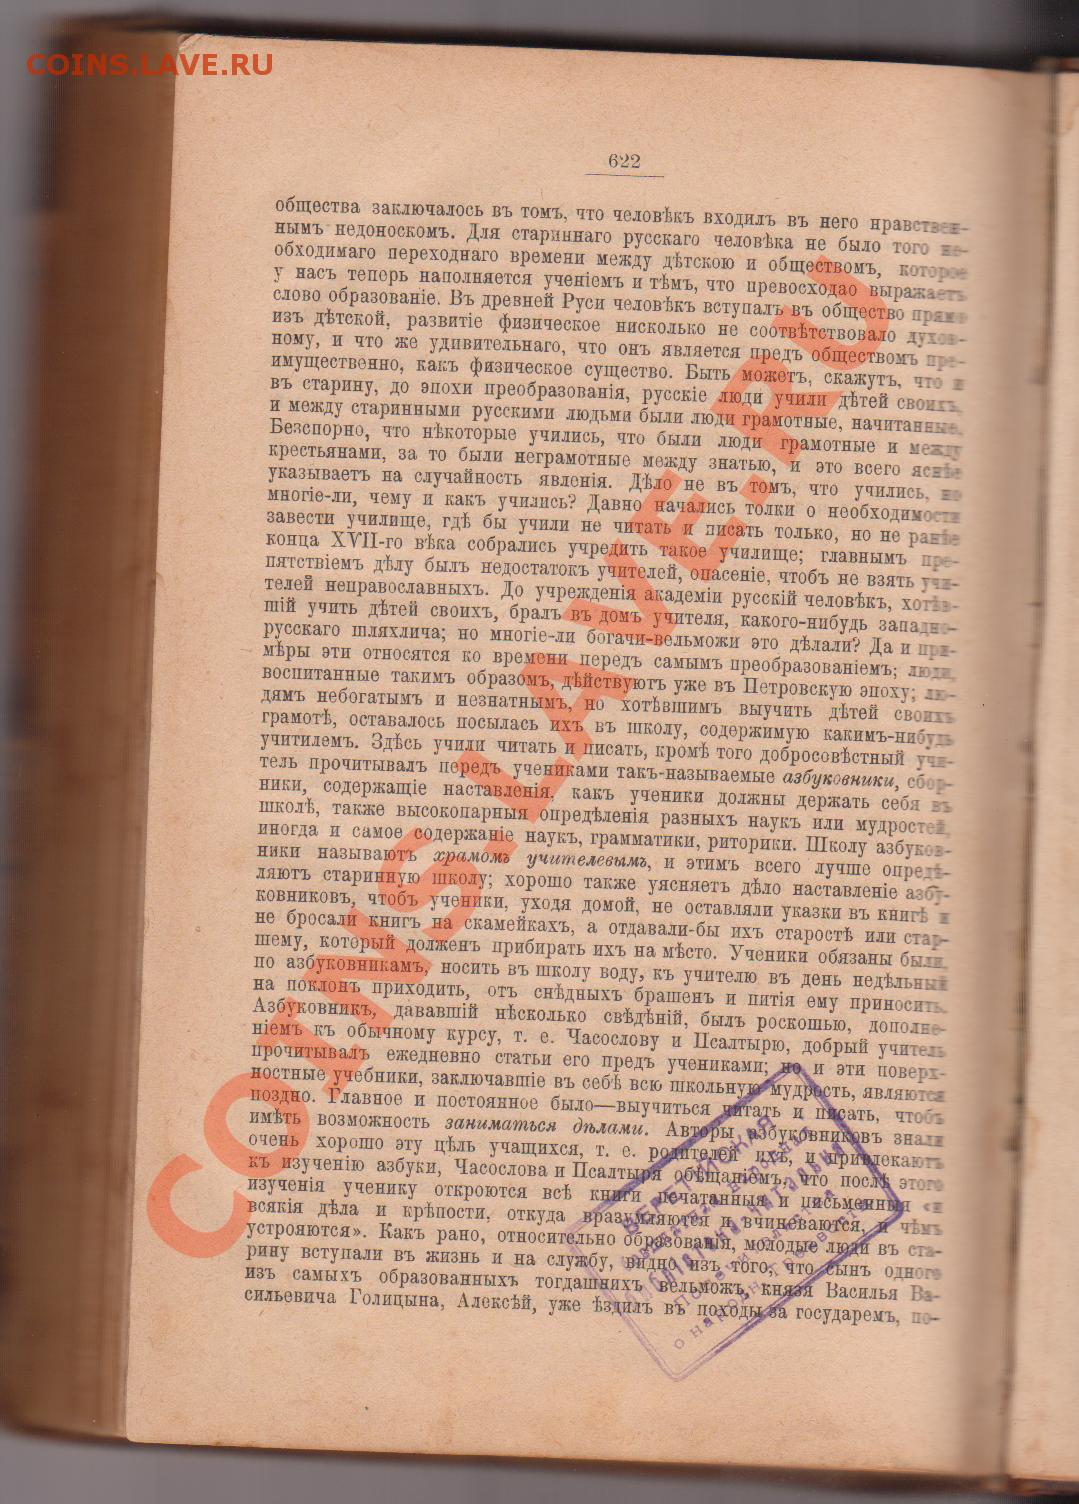 COINS.LAVE.RU
622
общества заключалось въ томъ, что человѣкъ входилъ въ него нравствен-
нымъ недоноскомъ. Для стариннаго русскаго человѣка не было того не-
обходимаго переходнаго времени между дѣтскою и обществомъ, которое
у насъ теперь наполняется ученіемъ и тѣмъ, что превосходао выражаетъ
слово образованіе. Въ древней Руси человѣкъ вступалъ въ общество прямо
изъ дѣтской, развитіе физическое нисколько не соотвѣтствовало духов-
ному, и что же удивительнаго, что онъ является предъ обществомъ пре-
имущественно, какъ физическое существо. Быть можетъ, скажутъ, что и
въ старину, до эпохи преобразованія, русскіе люди учили дѣтей своихъ,
и между старинными русскими людьми были люди грамотные, начитанные.
Безспорно, что нѣкоторые учились, что были люди грамотные и между
крестьянами, за то были неграмотные между знатью, и это всего яснѣе
указываетъ на случайность явленія. Дѣло не въ томъ, что учились, но
многіе-ли, чему и какъ учились? Давно начались толки о необходимости
завести училище, гдѣ бы учили не читать и писать только, но не ранѣе
конца XVII-го вѣка собрались учредить такое училище; главнымъ пре-
пятствіемъ дѣлу былъ недостатокъ учителей, опасеніе, чтобъ не взять учи-
телей неправославныхъ. До учрежденія академіи русскій человѣкъ, хотѣв-
шій учить дѣтей своихъ, бралъ въ домъ учителя, какого-нибудь западно-
русскаго шляхлича; но многіе-ли богачи-вельможи это дѣлали? Да и при-
мѣры эти относятся ко времени передъ самымъ преобразованіемъ; люди,
воспитанные такимъ образомъ, дѣйствуютъ уже въ Петровскую эпоху; лю-
дямъ небогатымъ и незнатнымъ, но хотѣвшимъ выучить дѣтей своихъ
грамотѣ, оставалось посылась ихъ въ школу, содержимую какимъ-нибудь
учитилемъ. Здѣсь учили читать и писать, кромѣ того добросовѣстный учи-
тель прочитывалъ передъ учениками такъ-называемые азбуковники, сбор-
ники, содержащіе наставленія, какъ ученики должны держать себя въ
школѣ, также высокопарныя опредѣленія разныхъ наукъ или мудростей,
иногда и самое содержаніе наукъ, грамматики, риторики. Школу азбуков-
ники называютъ храмомъ учителевымъ, и этимъ всего лучше опредѣ-
ляютъ старинную школу; хорошо также уясняетъ дѣло наставленіе азбу-
ковниковъ, чтобъ ученики, уходя домой, не оставляли указки въ книгѣ и
не бросали книгъ на скамейкахъ, а отдавали-бы ихъ старостѣ или стар-
шему, который долженъ прибирать ихъ на мѣсто. Ученики обязаны были,
по азбуковникамъ, носить въ школу воду, къ учителю въ день недѣльный
на поклонъ приходить, отъ снѣдныхъ брашенъ и питія ему приносить.
Азбуковникъ, дававшій нѣсколько свѣдѣній, былъ роскошью, дополне-
ніемъ къ обычному курсу, т. е. Часослову и Псалтырю, добрый учитель
прочитывалъ ежедневно статьи его предъ учениками; но и эти поверх-
ностные учебники, заключавшіе въ себѣ всю школьную мудрость, являются
поздно. Главное и постоянное было—выучиться читать и писать, чтобъ
имѣть возможность заниматься дѣлами. Авторы азбуковниковъ знали
очень хорошо эту цѣль учащихся, т. е. родителей ихъ, и привлекаютъ
къ изученію азбуки, Часослова и Псалтыря обѣщаніемъ, что послѣ этого
изученія ученику откроются всѣ книги печатанныя и письменныя «и
всякія дѣла и крѣпости, откуда вразумляются и вчиневаются, и чѣмъ
устрояются». Какъ рано, относительно образованія, молодые люди въ ста-
рину вступали въ жизнь и на службу, видно изъ того, что сынъ одного
изъ самыхъ образованныхъ тогдашнихъ вельможъ, князя Василья Ва-
сильевича Голицына, Алексѣй, уже ѣздилъ въ походы за государемъ, по-
COINS.LAVE.RU
бесплатная народная
библіотека читальня
Попечительства
о народн. Трезвости